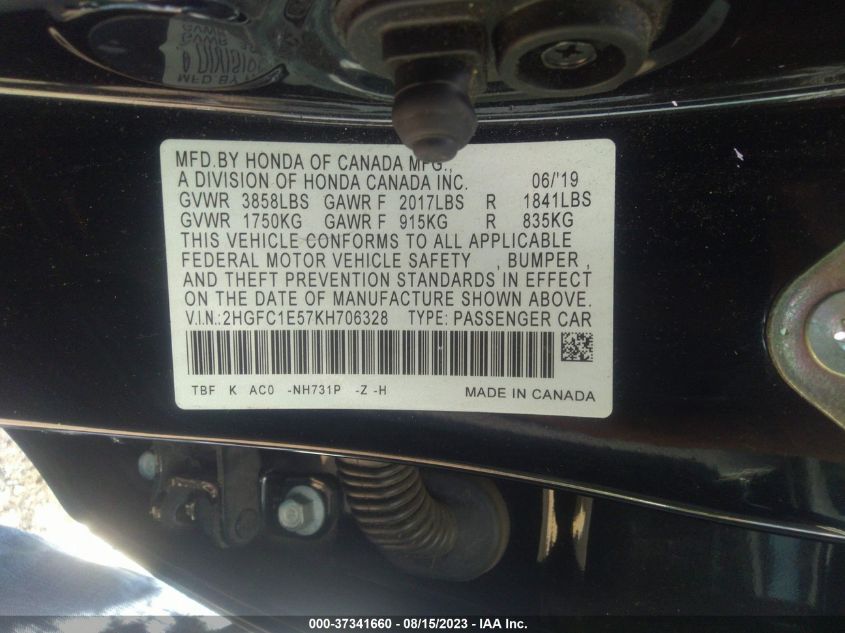 MFD.BY HONDA OF CANADA MFG.,
A DIVISION OF HONDA CANADA INC. 06/'19
GVWR 3858LBS GAWR F 2017LBS R 1841LBS
GVWR 1750KG GAWR F 915KG R 835KG
THIS VEHICLE CONFORMS TO ALL APPLICABLE
FEDERAL MOTOR VEHICLE SAFETY , BUMPER ,
AND THEFT PREVENTION STANDARDS IN EFFECT
ON THE DATE OF MANUFACTURE SHOWN ABOVE.
V.I.N.:2HGFC1E57KH706328 TYPE: PASSENGER CAR
TBF K AC0 -NH731P -Z -H MADE IN CANADA
000-37341660 - 08/15/2023 - IAA Inc.